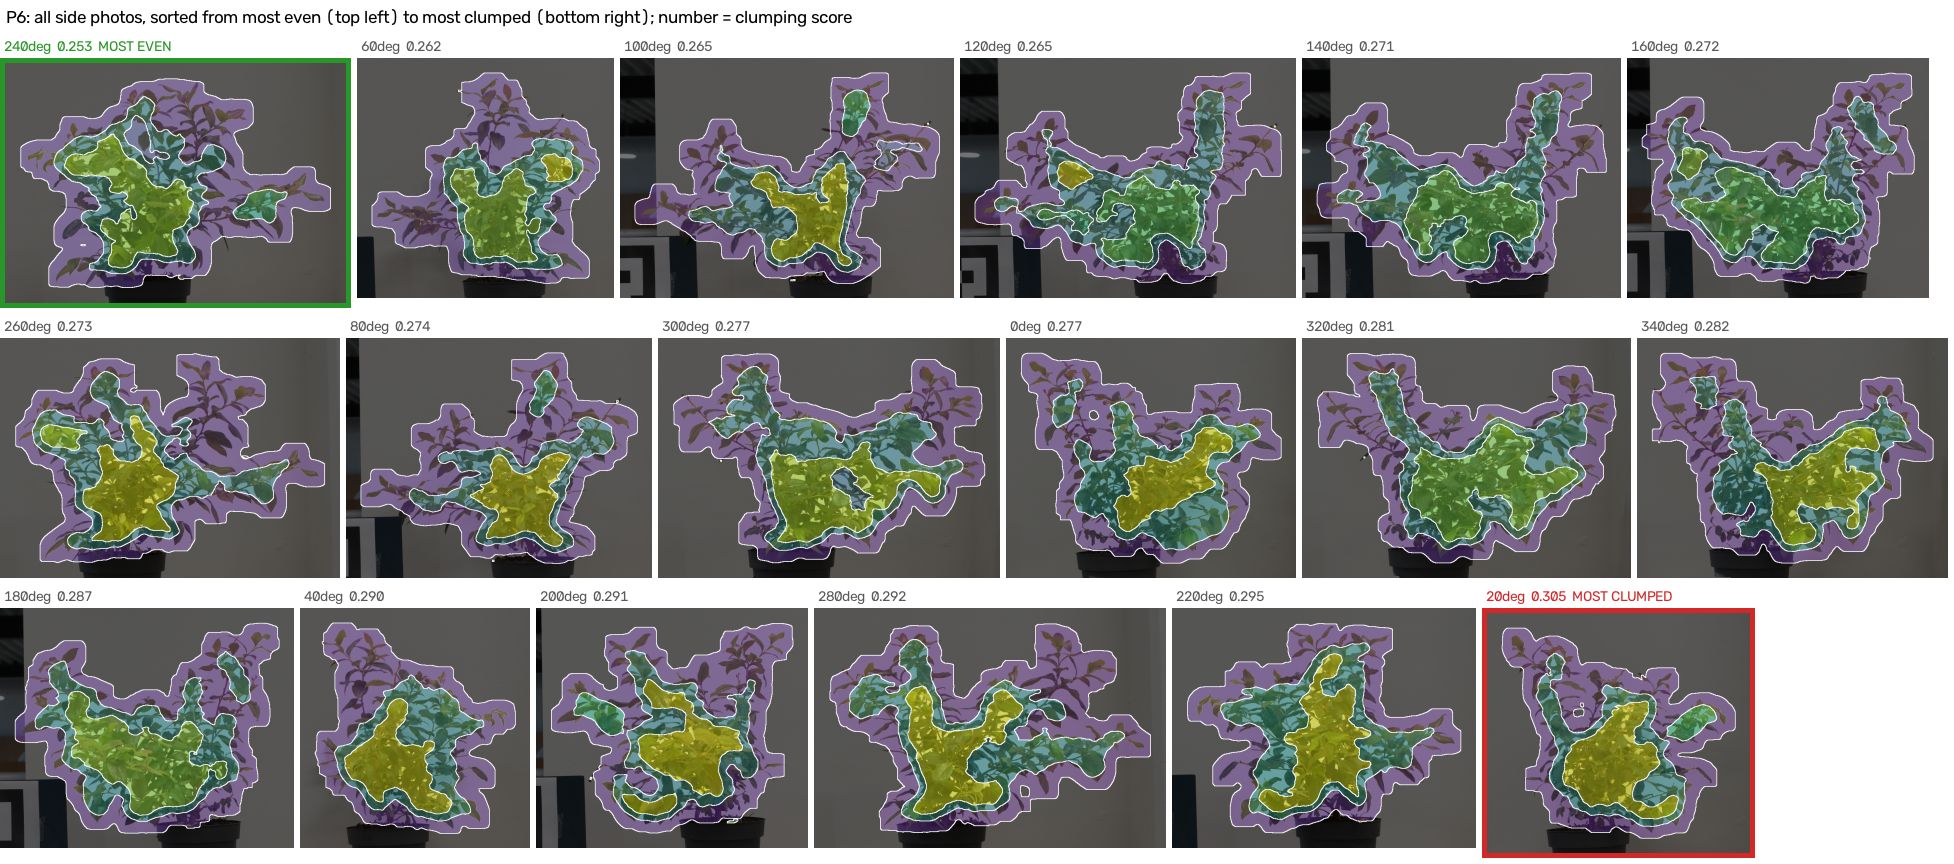 P6: all side photos, sorted from most even (top left) to most clumped (bottom right); number = clumping score
240deg 0.253 MOST EVEN
60deg 0.262
100deg 0.265
120deg 0.265
140deg 0.271
160deg 0.272
260deg 0.273
80deg 0.274
300deg 0.277
0deg 0.277
320deg 0.281
340deg 0.282
180deg 0.287
40deg 0.290
200deg 0.291
280deg 0.292
220deg 0.295
20deg 0.305 MOST CLUMPED